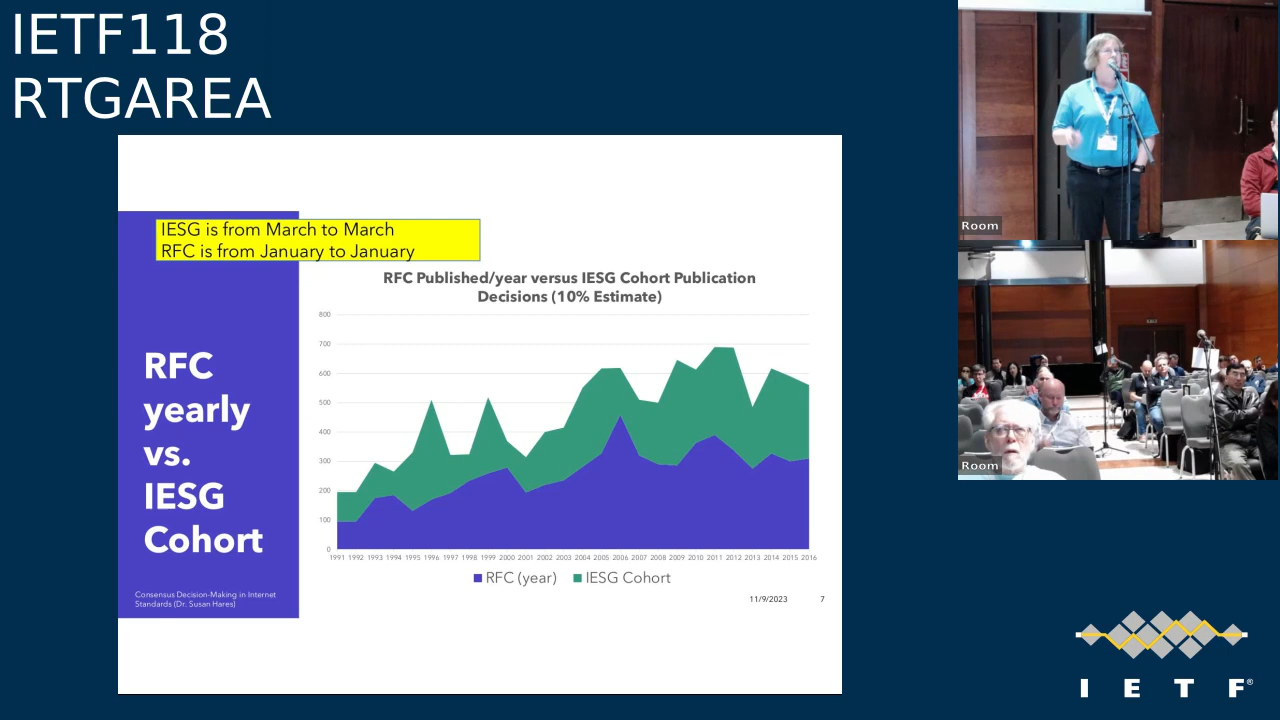 IETF118
RTGAREA
IESG is from March to March
RFC is from January to January
RFC
yearly
vs.
IESG
Cohort
Consensus Decision-Making in Internet
Standards (Dr. Susan Hares)
RFC Published/year versus IESG Cohort Publication
Decisions (10% Estimate)
800
700
600
500
400
300
200
100
0
1991 1992 1993 1994 1995 1996 1997 1998 1999 2000 2001 2002 2003 2004 2005 2006 2007 2008 2009 2010 2011 2012 2013 2014 2015 2016
RFC (year) IESG Cohort
11/9/2023 7
Room
Room
I E T F®